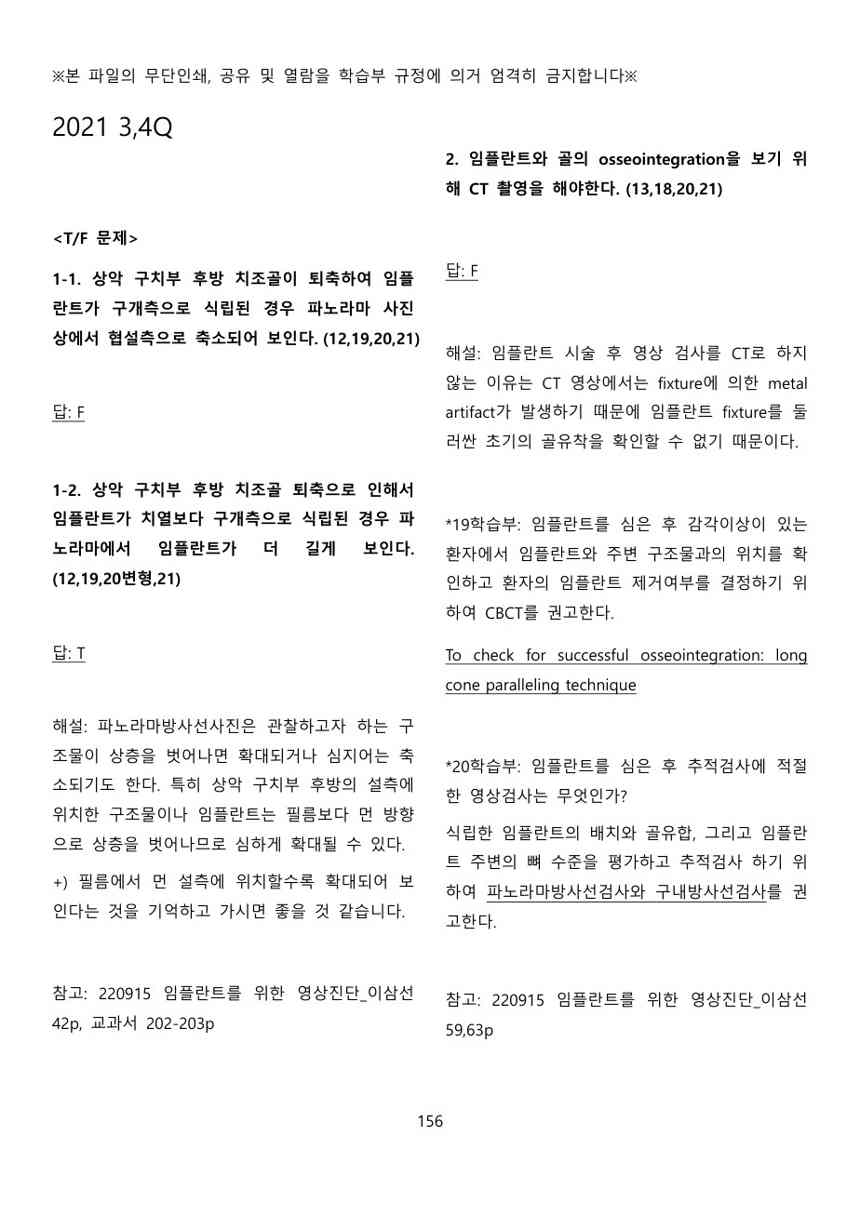 ※본 파일의 무단인쇄, 공유 및 열람을 학습부 규정에 의거 엄격히 금지합니다※
2021 3,4Q
<T/F 문제>
1-1. 상악 구치부 후방 치조골이 퇴축하여 임플
란트가 구개측으로 식립된 경우 파노라마 사진
상에서 협설측으로 축소되어 보인다. (12,19,20,21)
답: F
1-2. 상악 구치부 후방 치조골 퇴축으로 인해서
임플란트가 치열보다 구개측으로 식립된 경우 파
노라마에서 임플란트가 더 길게 보인다.
(12,19,20변형,21)
답: T
해설: 파노라마방사선사진은 관찰하고자 하는 구
조물이 상층을 벗어나면 확대되거나 심지어는 축
소되기도 한다. 특히 상악 구치부 후방의 설측에
위치한 구조물이나 임플란트는 필름보다 먼 방향
으로 상층을 벗어나므로 심하게 확대될 수 있다.
+) 필름에서 먼 설측에 위치할수록 확대되어 보
인다는 것을 기억하고 가시면 좋을 것 같습니다.
참고: 220915 임플란트를 위한 영상진단_이삼선
42p, 교과서 202-203p
2. 임플란트와 골의 osseointegration을 보기 위
해 CT 촬영을 해야한다. (13,18,20,21)
답: F
해설: 임플란트 시술 후 영상 검사를 CT로 하지
않는 이유는 CT 영상에서는 fixture에 의한 metal
artifact가 발생하기 때문에 임플란트 fixture를 둘
러싼 초기의 골유착을 확인할 수 없기 때문이다.
*19학습부: 임플란트를 심은 후 감각이상이 있는
환자에서 임플란트와 주변 구조물과의 위치를 확
인하고 환자의 임플란트 제거여부를 결정하기 위
하여 CBCT를 권고한다.
To check for successful osseointegration: long
cone paralleling technique
*20학습부: 임플란트를 심은 후 추적검사에 적절
한 영상검사는 무엇인가?
식립한 임플란트의 배치와 골유합, 그리고 임플란
트 주변의 뼈 수준을 평가하고 추적검사 하기 위
하여 파노라마방사선검사와 구내방사선검사를 권
고한다.
참고: 220915 임플란트를 위한 영상진단_이삼선
59,63p
156